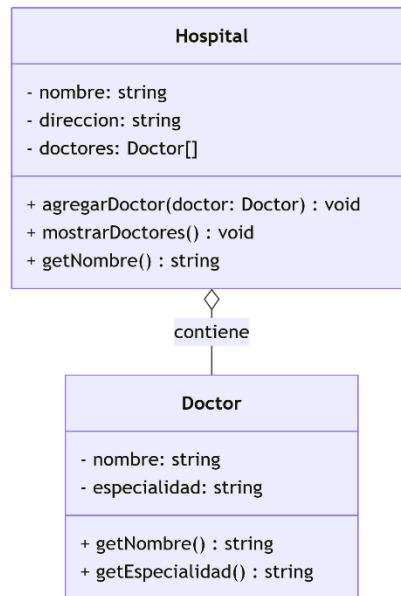 Hospital
- nombre: string
- direccion: string
- doctores: Doctor[]
+ agregarDoctor(doctor: Doctor) : void
+ mostrarDoctores() : void
+ getNombre() : string
contiene
Doctor
- nombre: string
- especialidad: string
+ getNombre() : string
+ getEspecialidad() : string